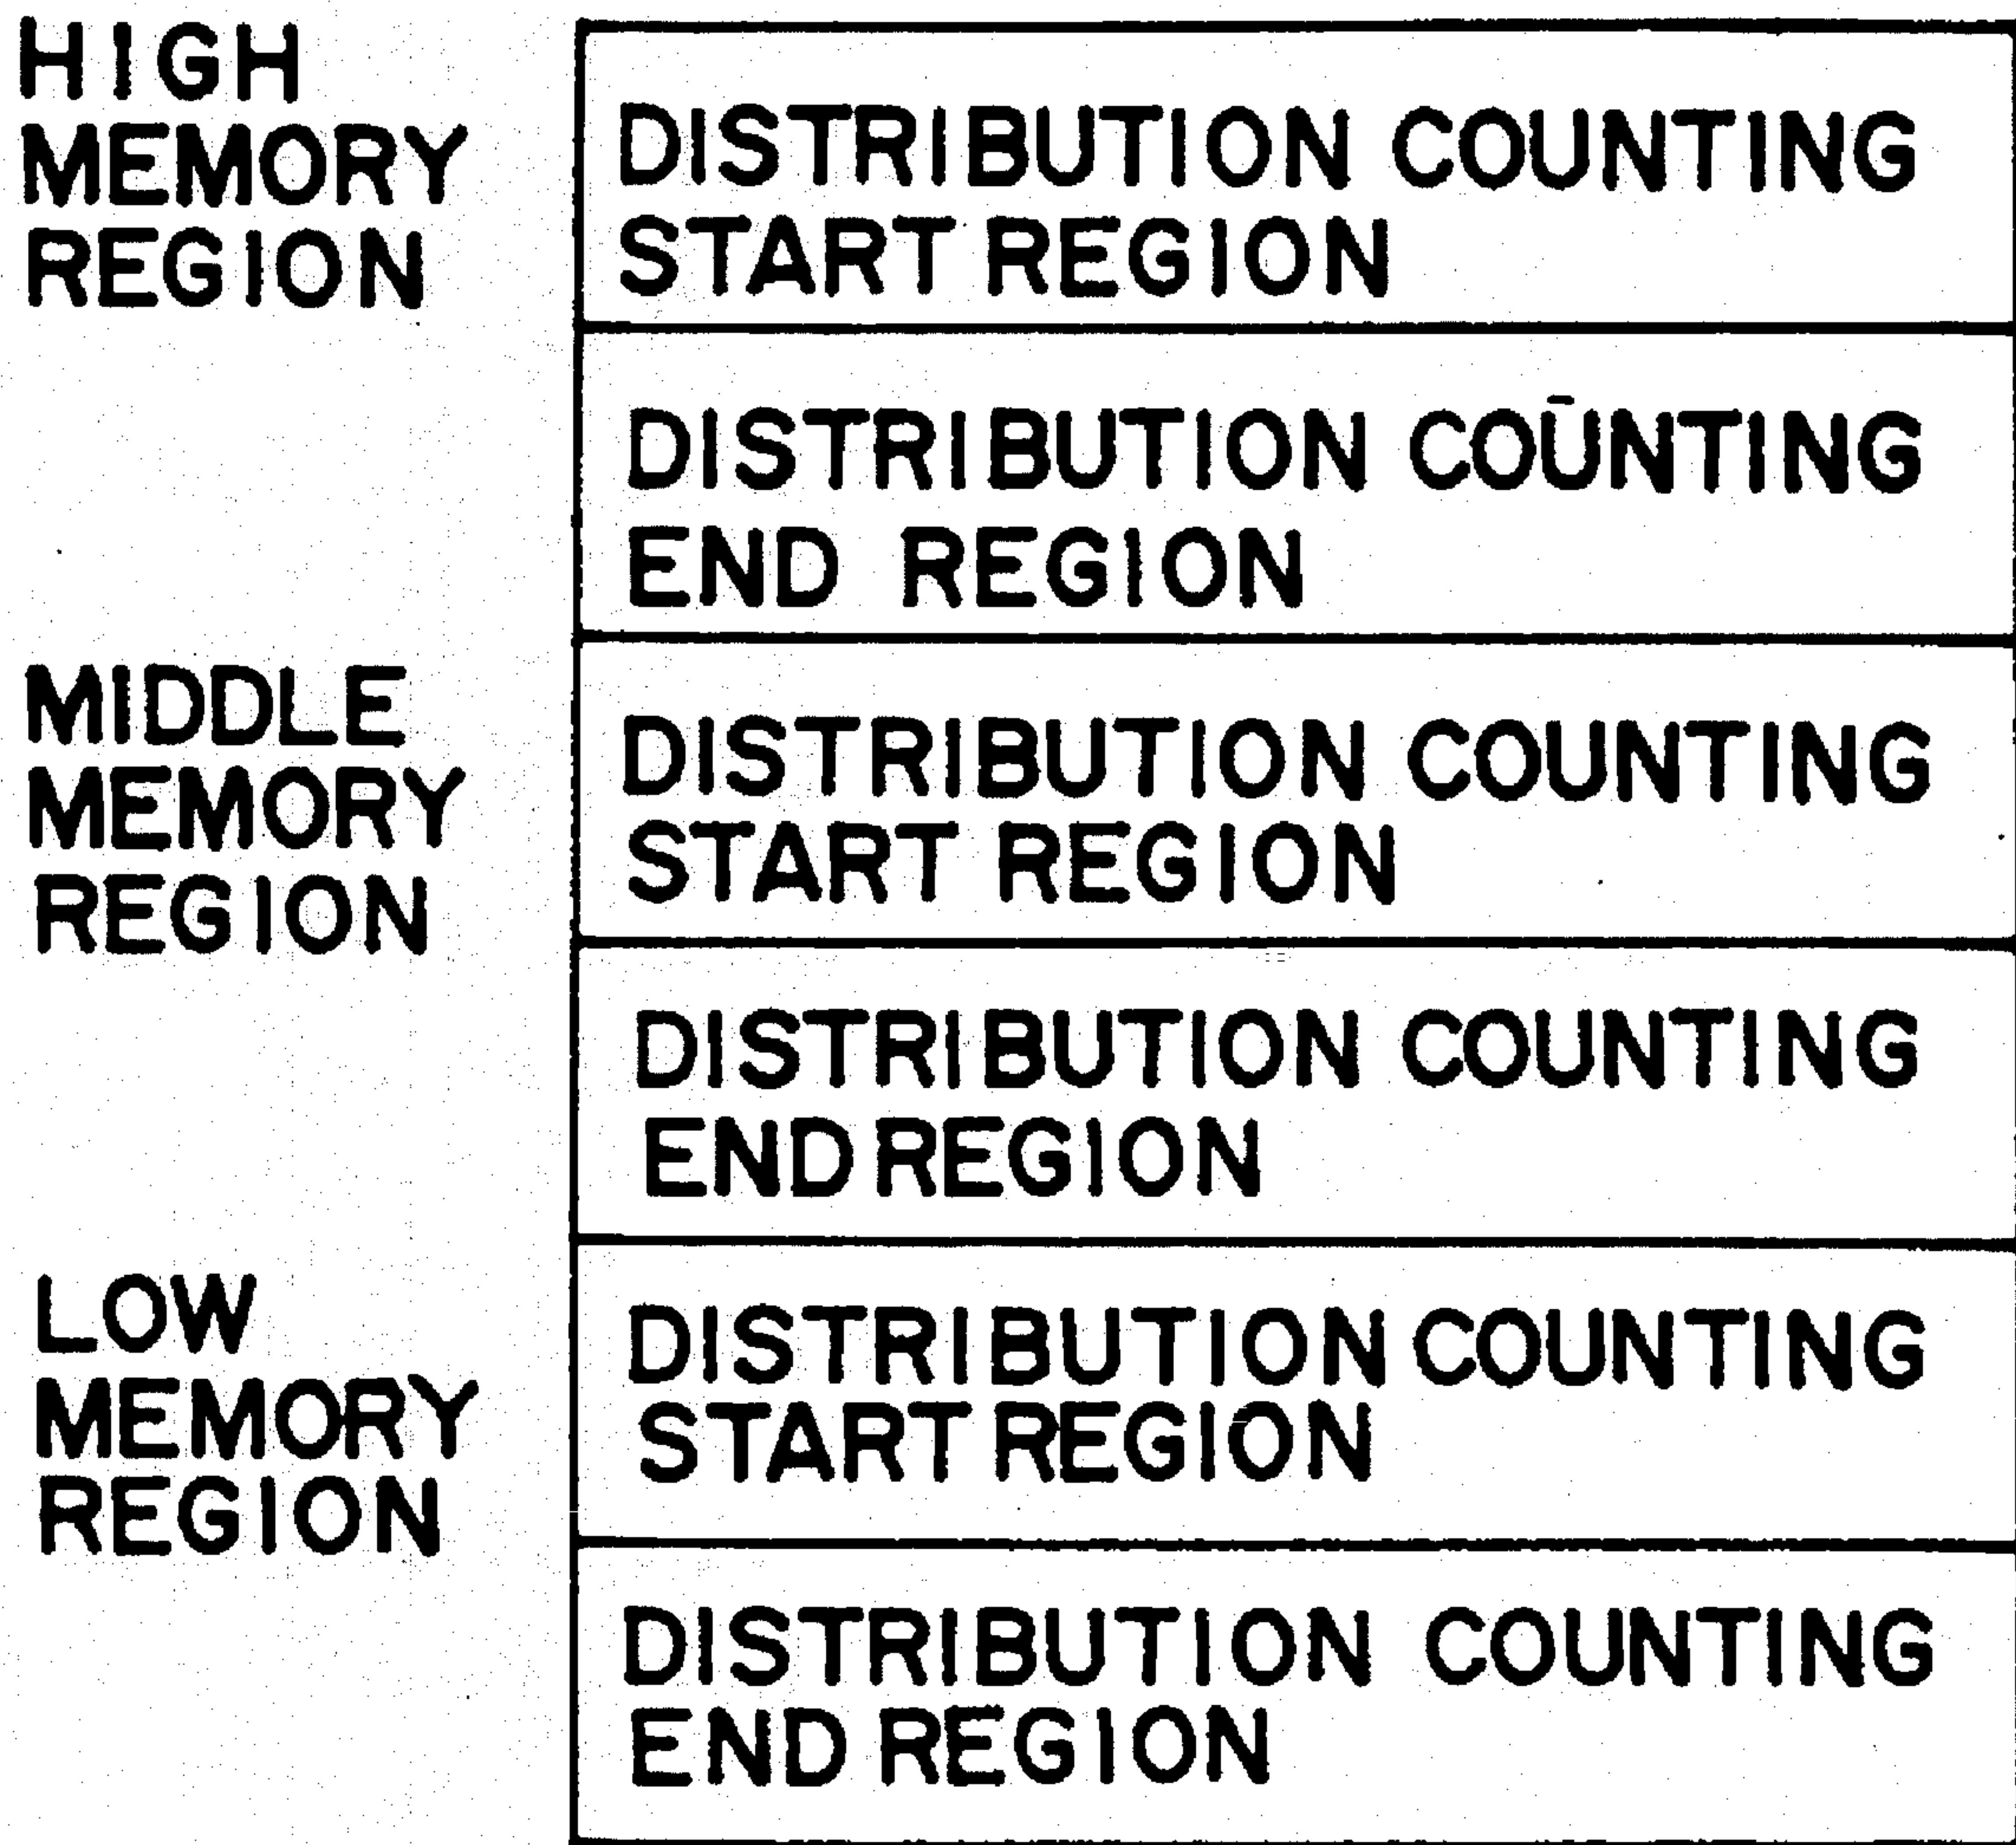 HIGH
MEMORY
REGION
DISTRIBUTION COUNTING
START REGION
DISTRIBUTION COUNTING
END REGION
MIDDLE
MEMORY
REGION
DISTRIBUTION COUNTING
START REGION
DISTRIBUTION COUNTING
END REGION
LOW
MEMORY
REGION
DISTRIBUTION COUNTING
START REGION
DISTRIBUTION COUNTING
END REGION